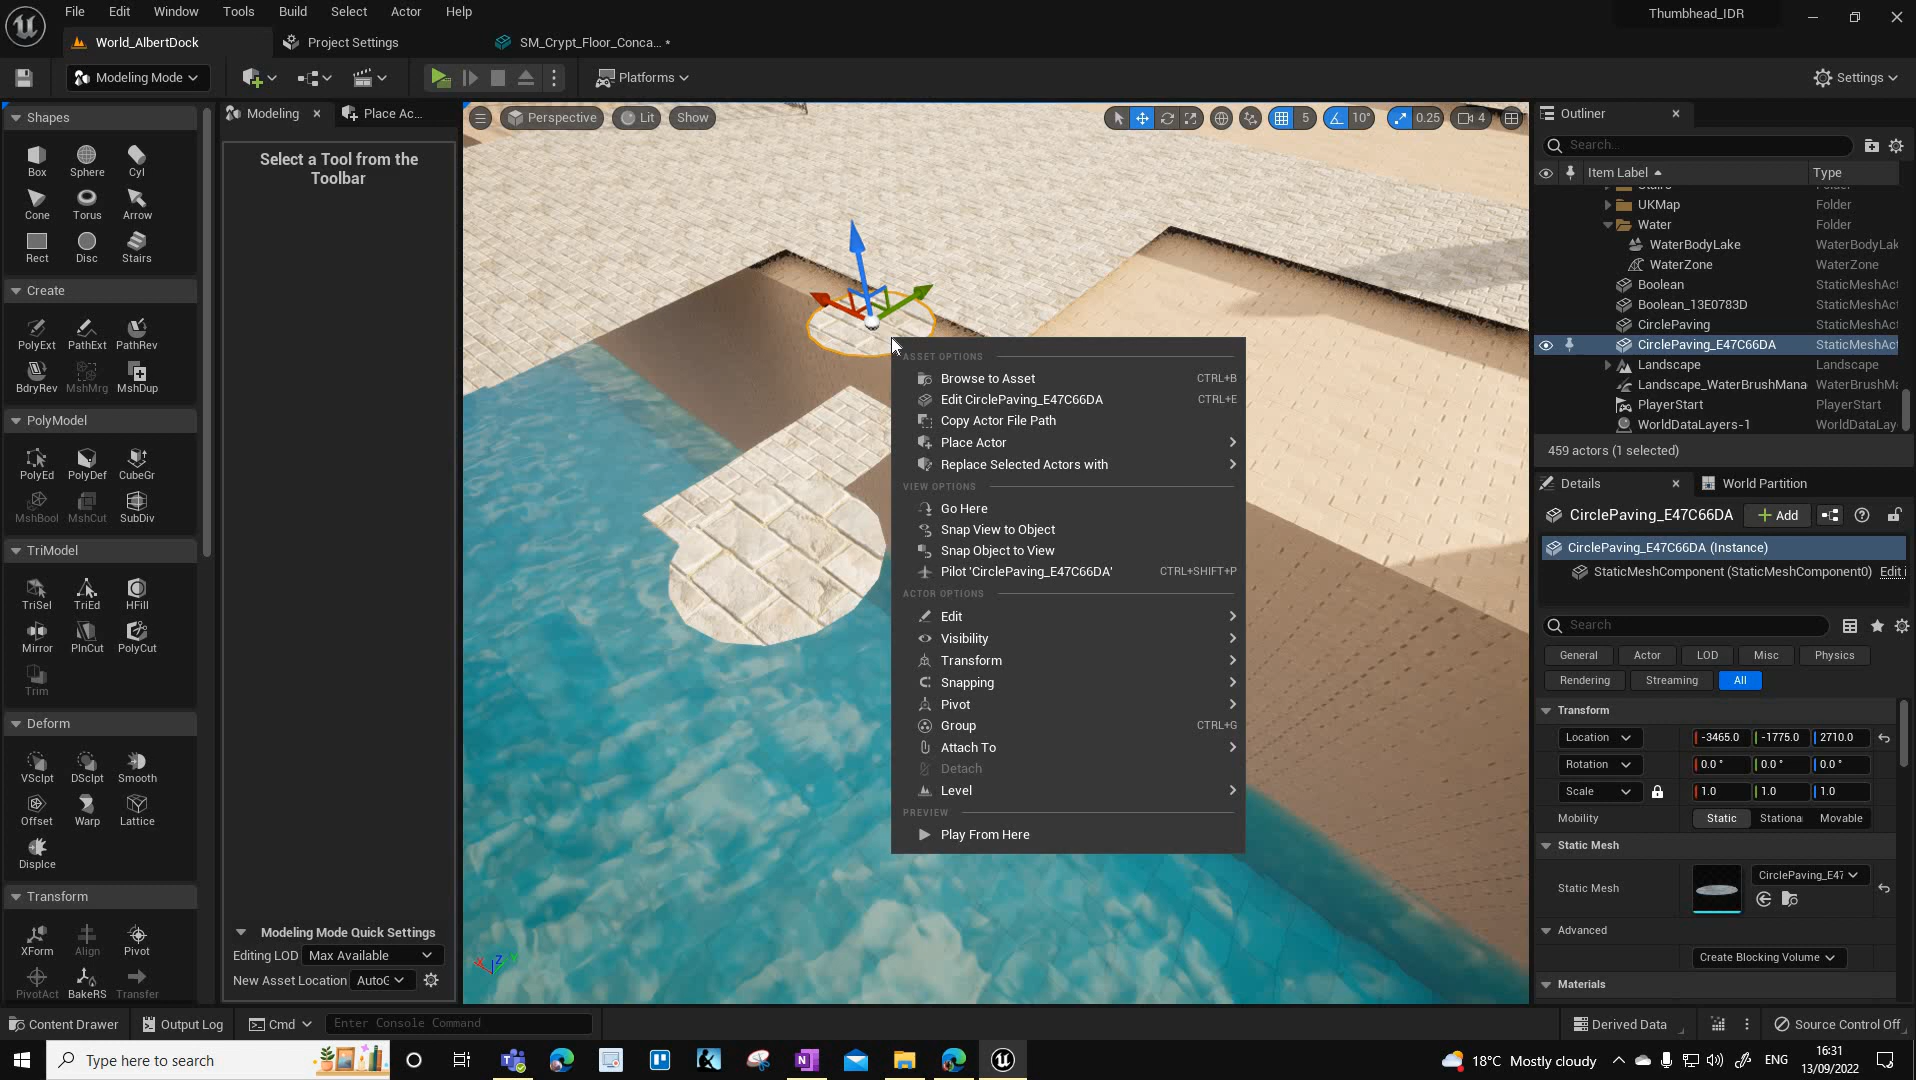 File Edit Window Tools Build Select Actor Help
Thumbhead_IDR
World_AlbertDock
Project Settings
SM_Crypt_Floor_Conca... *
Modeling Mode
Platforms
Settings
Shapes
Box Sphere Cyl
Cone Torus Arrow
Rect Disc Stairs
Create
PolyExt PathExt PathRev
BdryRev MshMrg MshDup
PolyModel
PolyEd PolyDef CubeGr
MshBool MshCut SubDiv
TriModel
TriSel TriEd HFill
Mirror PlnCut PolyCut
Trim
Deform
VSclpt DSclpt Smooth
Offset Warp Lattice
Displce
Transform
XForm Align Pivot
PivotAct BakeRS Transfer
Modeling
Place Ac...
Select a Tool from the
Toolbar
Modeling Mode Quick Settings
Editing LOD Max Available
New Asset Location AutoG
Perspective Lit Show
5 10° 0.25 4
ASSET OPTIONS
Browse to Asset CTRL+B
Edit CirclePaving_E47C66DA CTRL+E
Copy Actor File Path
Place Actor
Replace Selected Actors with
VIEW OPTIONS
Go Here
Snap View to Object
Snap Object to View
Pilot 'CirclePaving_E47C66DA' CTRL+SHIFT+P
ACTOR OPTIONS
Edit
Visibility
Transform
Snapping
Pivot
Group CTRL+G
Attach To
Detach
Level
PREVIEW
Play From Here
Outliner
Search...
Item Label Type
Stairs Folder
UKMap Folder
Water Folder
WaterBodyLake WaterBodyLak
WaterZone WaterZone
Boolean StaticMeshAct
Boolean_13E0783D StaticMeshAct
CirclePaving StaticMeshAct
CirclePaving_E47C66DA StaticMeshAct
Landscape Landscape
Landscape_WaterBrushMana WaterBrushMa
PlayerStart PlayerStart
WorldDataLayers-1 WorldDataLay
459 actors (1 selected)
Details
World Partition
CirclePaving_E47C66DA
Add
CirclePaving_E47C66DA (Instance)
StaticMeshComponent (StaticMeshComponent0) Edit i
Search
General Actor LOD Misc Physics
Rendering Streaming All
Transform
Location -3465.0 -1775.0 2710.0
Rotation 0.0 ° 0.0 ° 0.0 °
Scale 1.0 1.0 1.0
Mobility Static Stationa Movable
Static Mesh
Static Mesh CirclePaving_E47
Advanced
Create Blocking Volume
Materials
Content Drawer Output Log Cmd Enter Console Command
Derived Data Source Control Off
Type here to search
18°C Mostly cloudy
ENG
16:31
13/09/2022